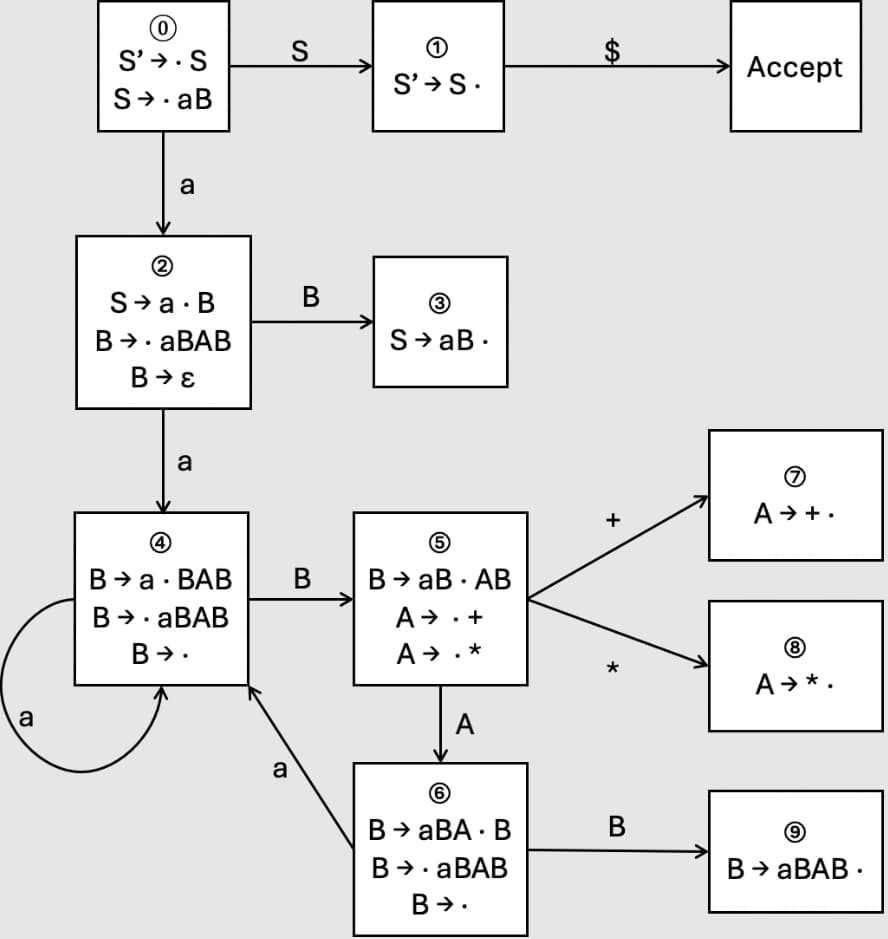 ⓪
S’ → · S
S → · aB
S
①
S’ → S ·
$
Accept
a
②
S → a · B
B → · aBAB
B → ε
B
③
S → aB ·
a
④
B → a · BAB
B → · aBAB
B → ·
a
B
⑤
B → aB · AB
A → · +
A → · *
+
⑦
A → + ·
*
⑧
A → * ·
A
a
⑥
B → aBA · B
B → · aBAB
B → ·
B
⑨
B → aBAB ·